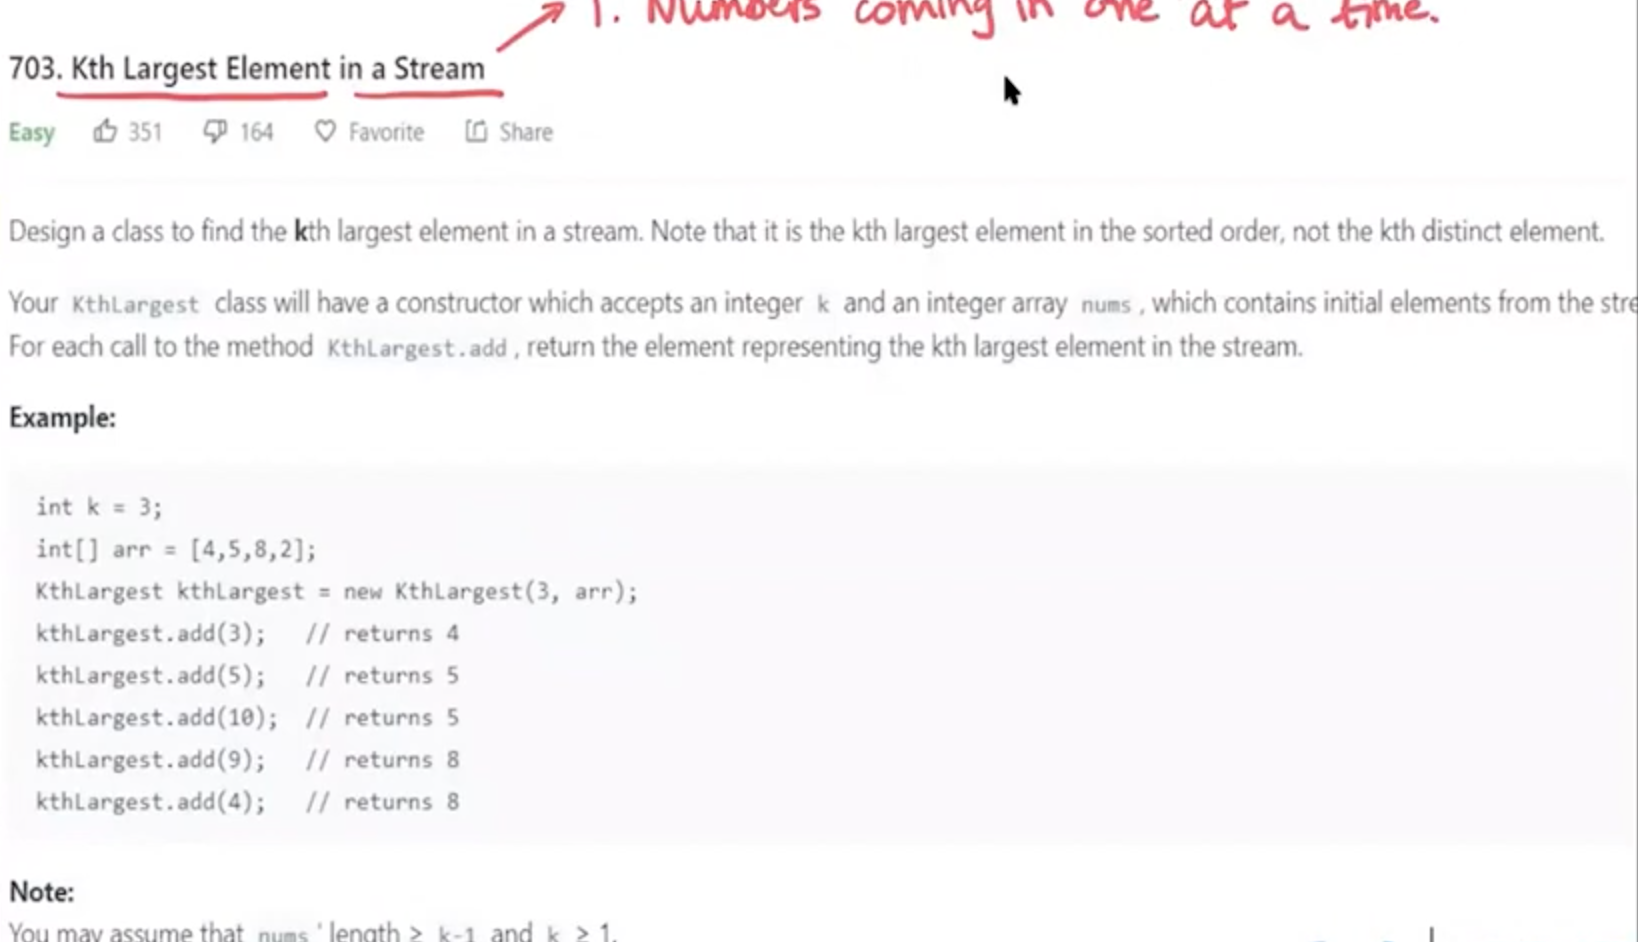 1. Numbers coming in one at a time.
703. Kth Largest Element in a Stream
Easy 351 164 Favorite Share
Design a class to find the kth largest element in a stream. Note that it is the kth largest element in the sorted order, not the kth distinct element.
Your KthLargest class will have a constructor which accepts an integer k and an integer array nums, which contains initial elements from the stre
For each call to the method KthLargest.add, return the element representing the kth largest element in the stream.
Example:
int k = 3;
int[] arr = [4,5,8,2];
KthLargest kthLargest = new KthLargest(3, arr);
kthLargest.add(3);   // returns 4
kthLargest.add(5);   // returns 5
kthLargest.add(10);  // returns 5
kthLargest.add(9);   // returns 8
kthLargest.add(4);   // returns 8
Note:
You may assume that nums' length ≥ k-1 and k ≥ 1.